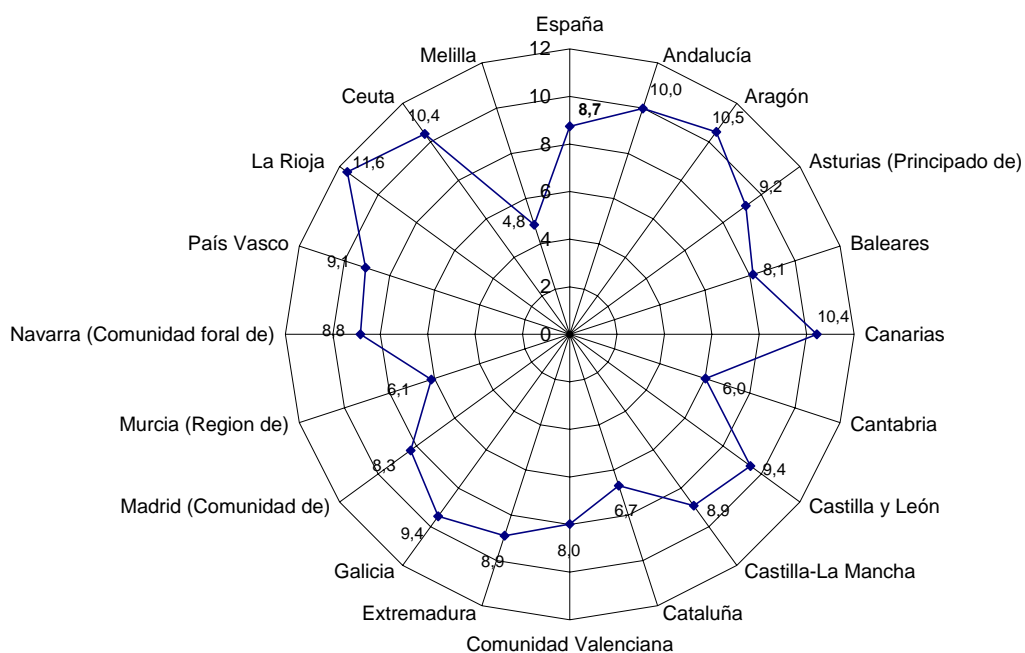 España
Melilla
Andalucía
12
Ceuta
Aragón
10,4
8,7
10,0
10,5
10
La Rioja
11,6
Asturias (Principado de)
9,2
8
6
País Vasco
9,1
4,8
Baleares
8,1
4
2
10,4
Navarra (Comunidad foral de)
8,8
0
Canarias
6,1
6,0
Murcia (Region de)
Cantabria
8,3
9,4
Madrid (Comunidad de)
Castilla y León
9,4
8,9
8,0
6,7
8,9
Galicia
Castilla-La Mancha
Extremadura
Cataluña
Comunidad Valenciana